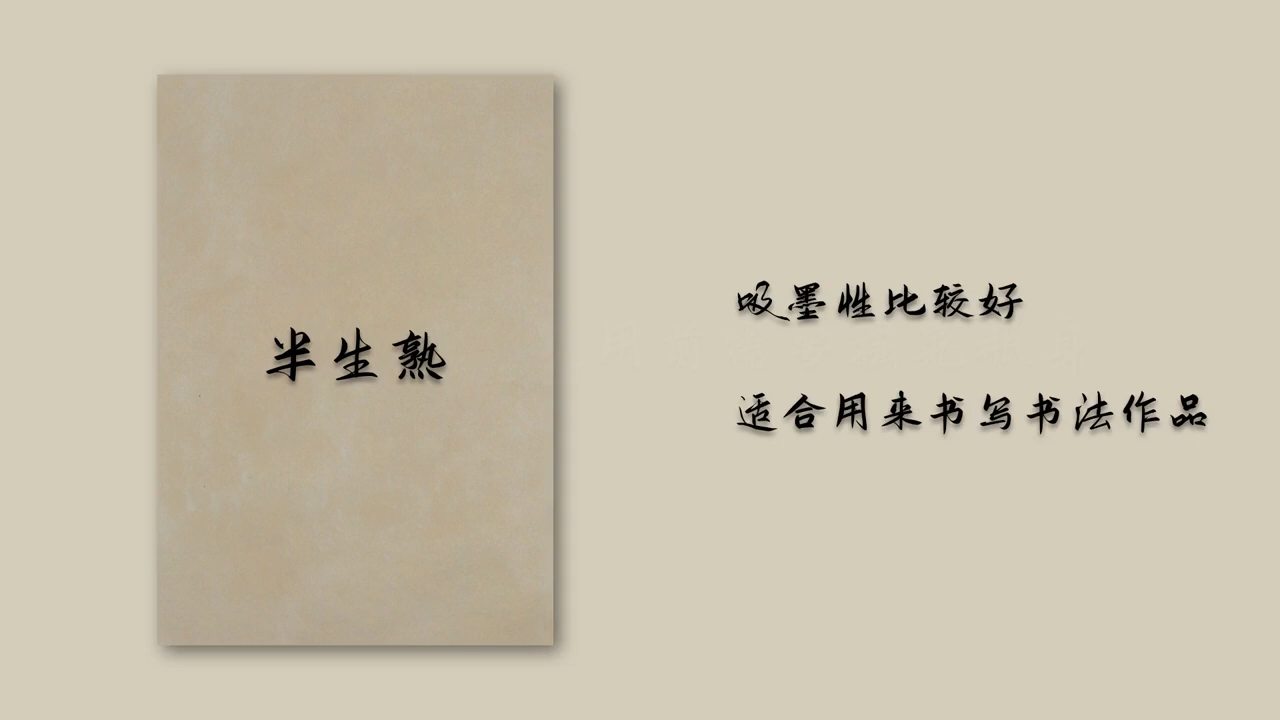 半生熟
吸墨性比较好
适合用来书写书法作品